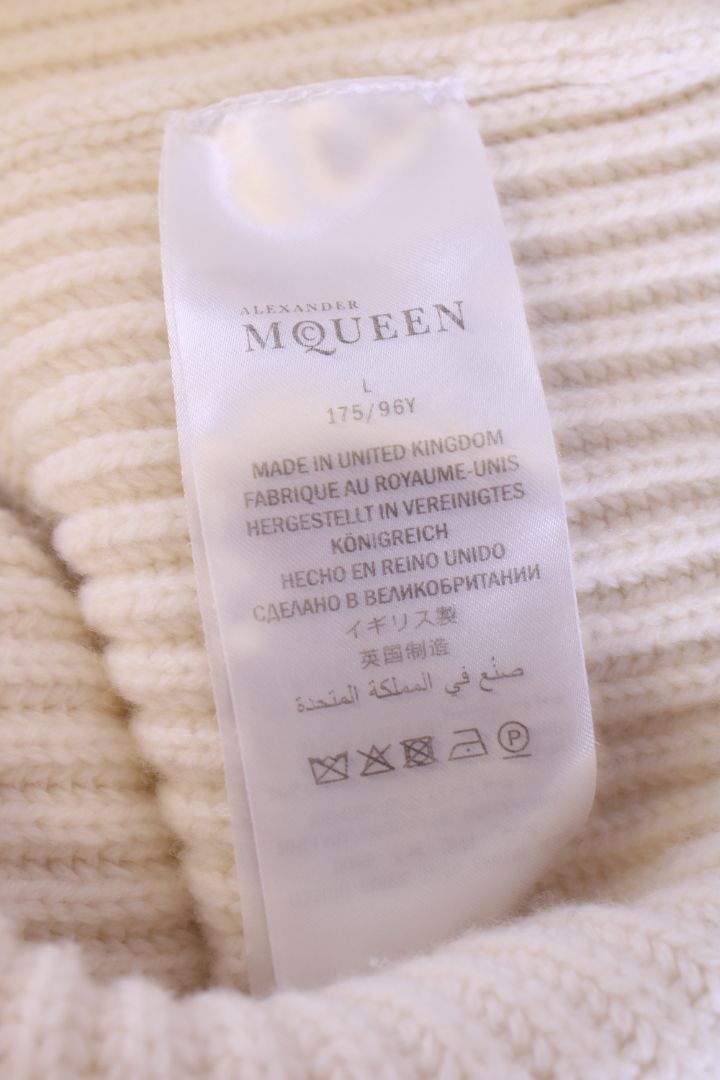 ALEXANDER
MCQUEEN
L
175/96Y
MADE IN UNITED KINGDOM
FABRIQUE AU ROYAUME-UNIS
HERGESTELLT IN VEREINIGTES
KÖNIGREICH
HECHO EN REINO UNIDO
СДЕЛАНО В ВЕЛИКОБРИТАНИИ
イギリス製
英国制造
صنُع في المملكة المتحدة
P